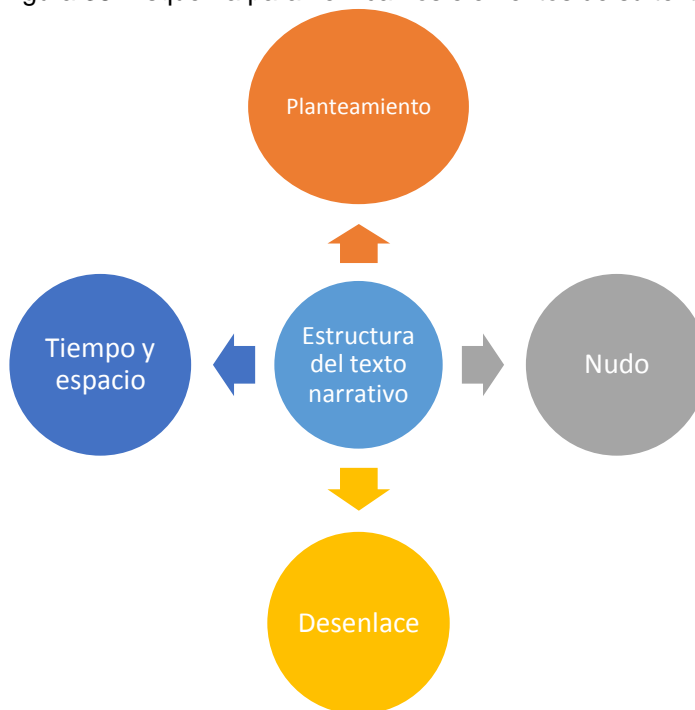 Planteamiento
Tiempo y
espacio
Estructura
del texto
narrativo
Nudo
Desenlace